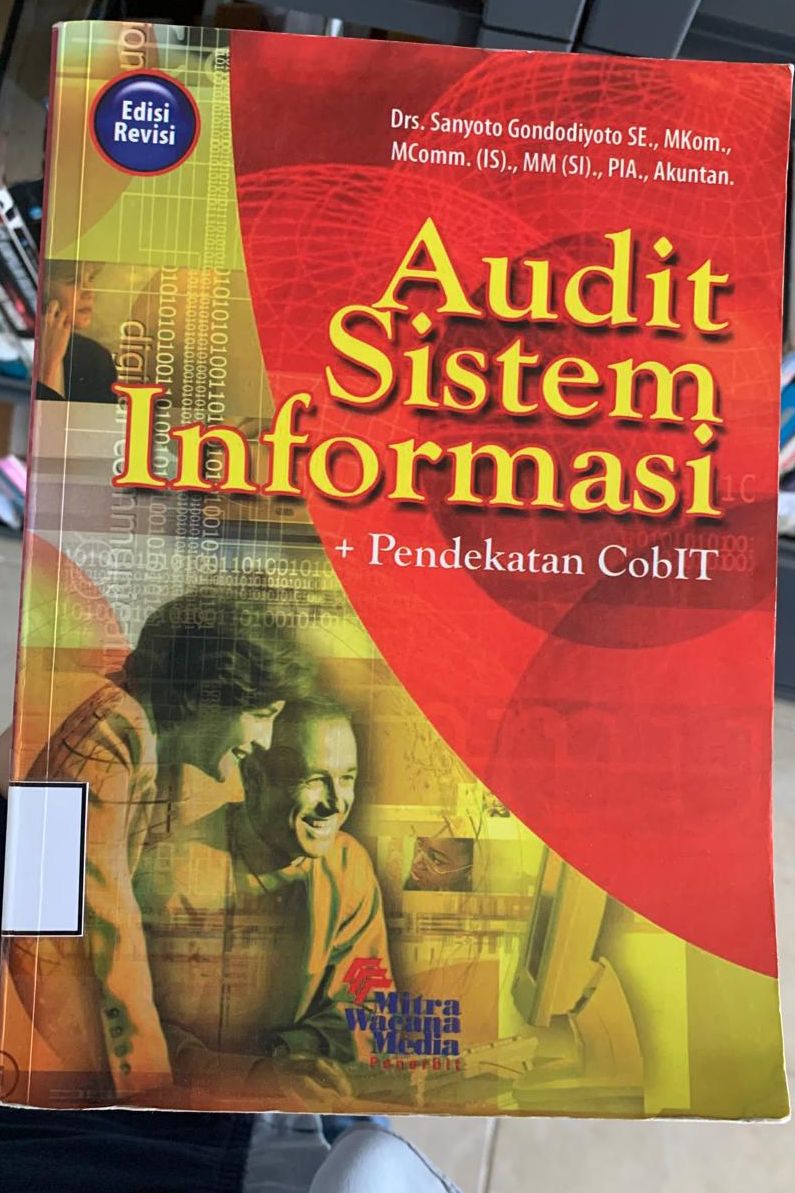 Edisi
Revisi
Drs. Sanyoto Gondodiyoto SE., MKom.,
MComm. (IS)., MM (SI)., PIA., Akuntan.
Audit
Sistem
Informasi
+ Pendekatan CobIT
Mitra
Wacana
Media
Penerbit